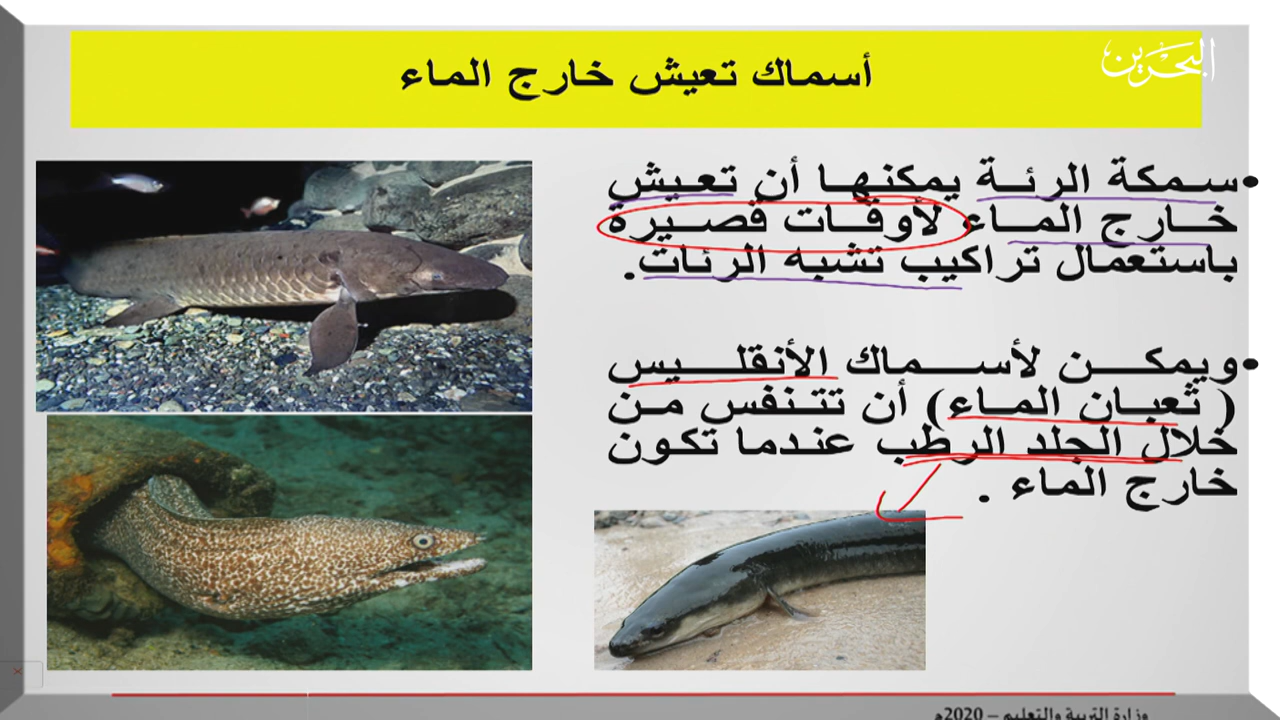 البحرين
أسماك تعيش خارج الماء
•سمكة الرئة يمكنها أن تعيش
خارج الماء لأوقات قصيرة
باستعمال تراكيب تشبه الرئات.
•ويمكن لأسماك الأنقليس
( ثعبان الماء) أن تتنفس من
خلال الجلد الرطب عندما تكون
خارج الماء .
وزارة التربية والتعليم – 2020م